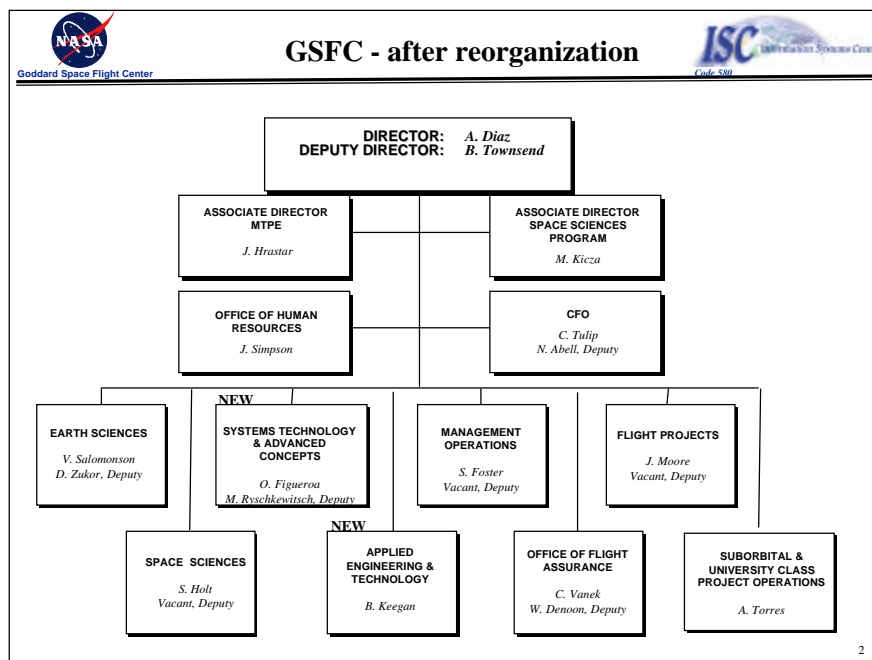 NASA
Goddard Space Flight Center
GSFC - after reorganization
ISC
Information Systems Center
Code 580
DIRECTOR: A. Diaz
DEPUTY DIRECTOR: B. Townsend
ASSOCIATE DIRECTOR
MTPE
J. Hrastar
ASSOCIATE DIRECTOR
SPACE SCIENCES
PROGRAM
M. Kicza
OFFICE OF HUMAN
RESOURCES
J. Simpson
CFO
C. Tulip
N. Abell, Deputy
EARTH SCIENCES
V. Salomonson
D. Zukor, Deputy
NEW
SYSTEMS TECHNOLOGY
& ADVANCED
CONCEPTS
O. Figueroa
M. Ryschkewitsch, Deputy
MANAGEMENT
OPERATIONS
S. Foster
Vacant, Deputy
FLIGHT PROJECTS
J. Moore
Vacant, Deputy
SPACE SCIENCES
S. Holt
Vacant, Deputy
NEW
APPLIED
ENGINEERING &
TECHNOLOGY
B. Keegan
OFFICE OF FLIGHT
ASSURANCE
C. Vanek
W. Denoon, Deputy
SUBORBITAL &
UNIVERSITY CLASS
PROJECT OPERATIONS
A. Torres
2